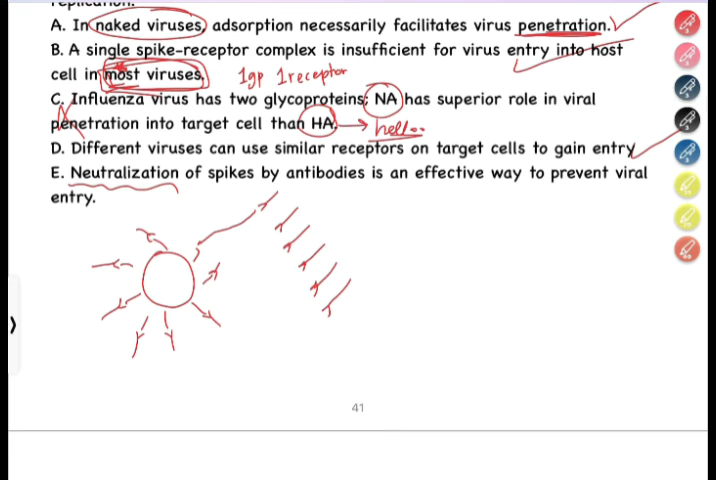 replication.
A. In naked viruses, adsorption necessarily facilitates virus penetration.
B. A single spike-receptor complex is insufficient for virus entry into host
cell in most viruses. 1gp 1receptor
C. Influenza virus has two glycoproteins; NA has superior role in viral
penetration into target cell than HA. → hell..
D. Different viruses can use similar receptors on target cells to gain entry
E. Neutralization of spikes by antibodies is an effective way to prevent viral
entry.
41